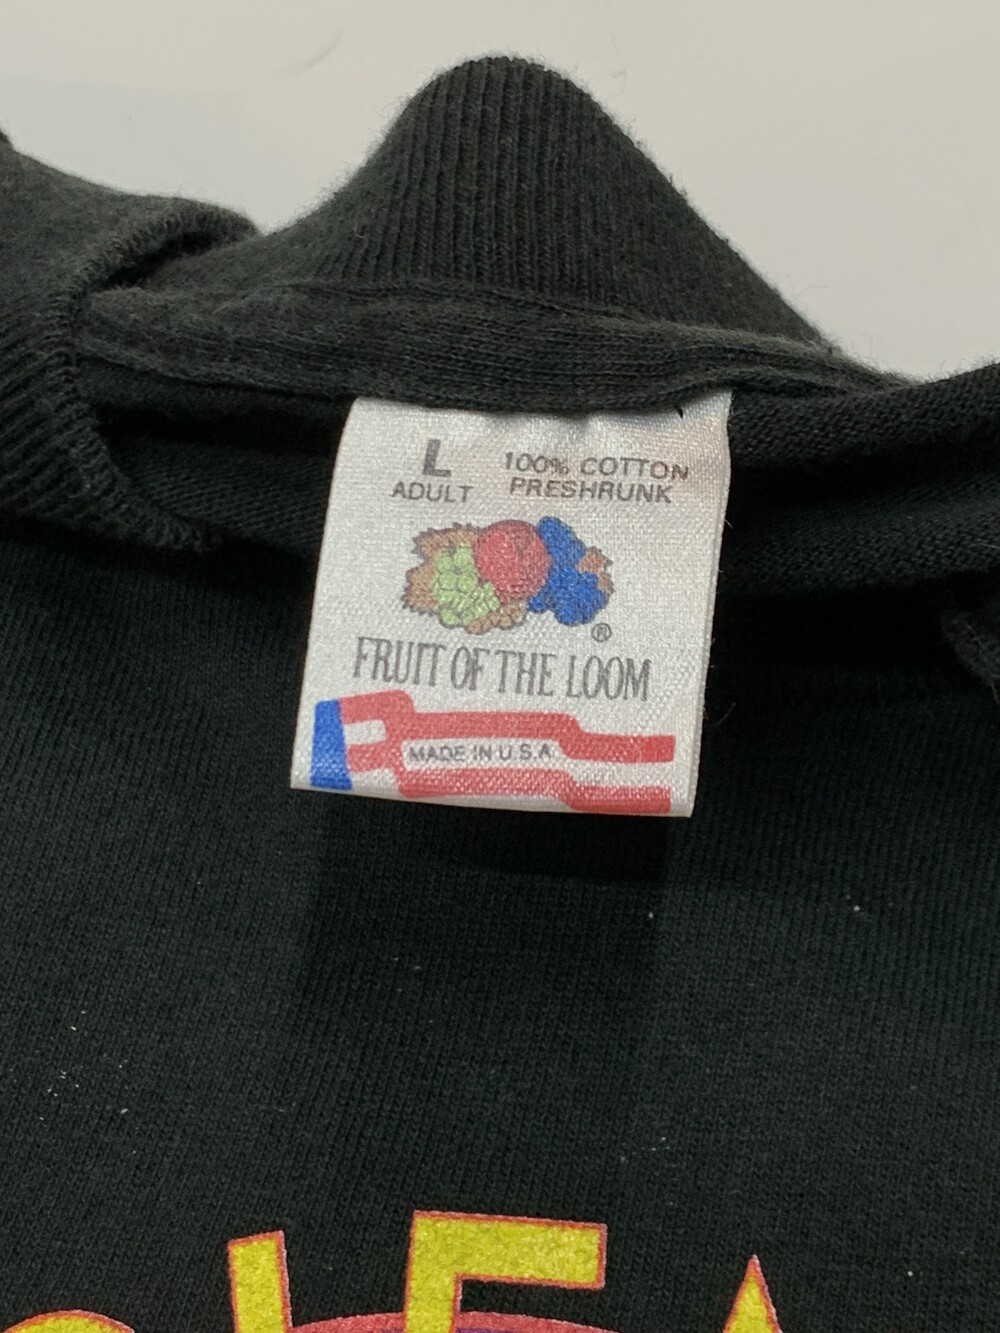 L
ADULT
100% COTTON
PRESHRUNK
®
FRUIT OF THE LOOM
MADE IN U.S.A.